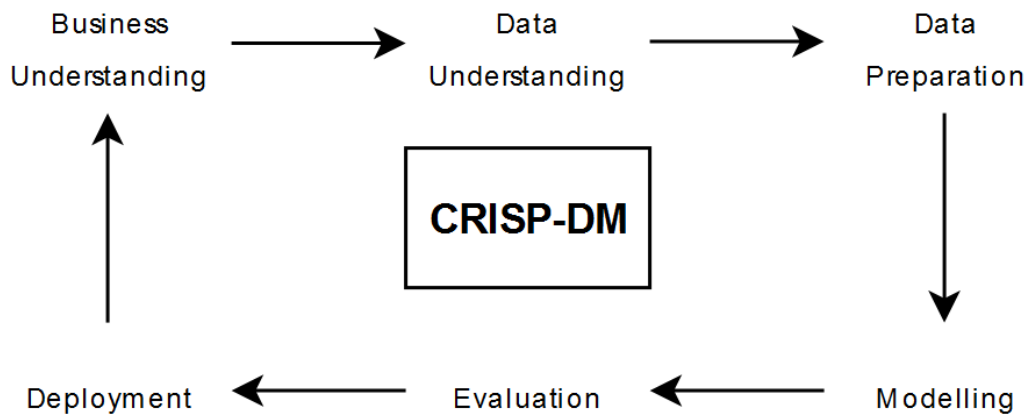 Business
Understanding
Data
Understanding
Data
Preparation
CRISP-DM
Deployment
Evaluation
Modelling